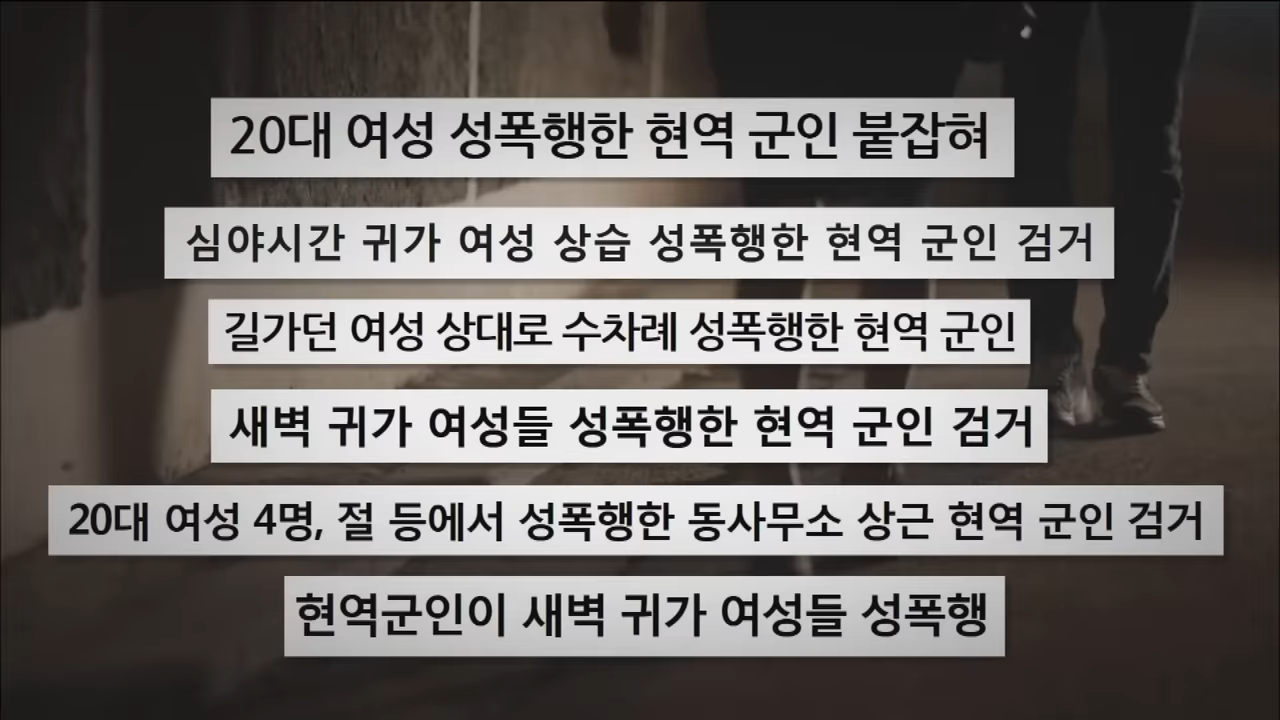 20대 여성 성폭행한 현역 군인 붙잡혀
심야시간 귀가 여성 상습 성폭행한 현역 군인 검거
길가던 여성 상대로 수차례 성폭행한 현역 군인
새벽 귀가 여성들 성폭행한 현역 군인 검거
20대 여성 4명, 절 등에서 성폭행한 동사무소 상근 현역 군인 검거
현역군인이 새벽 귀가 여성들 성폭행